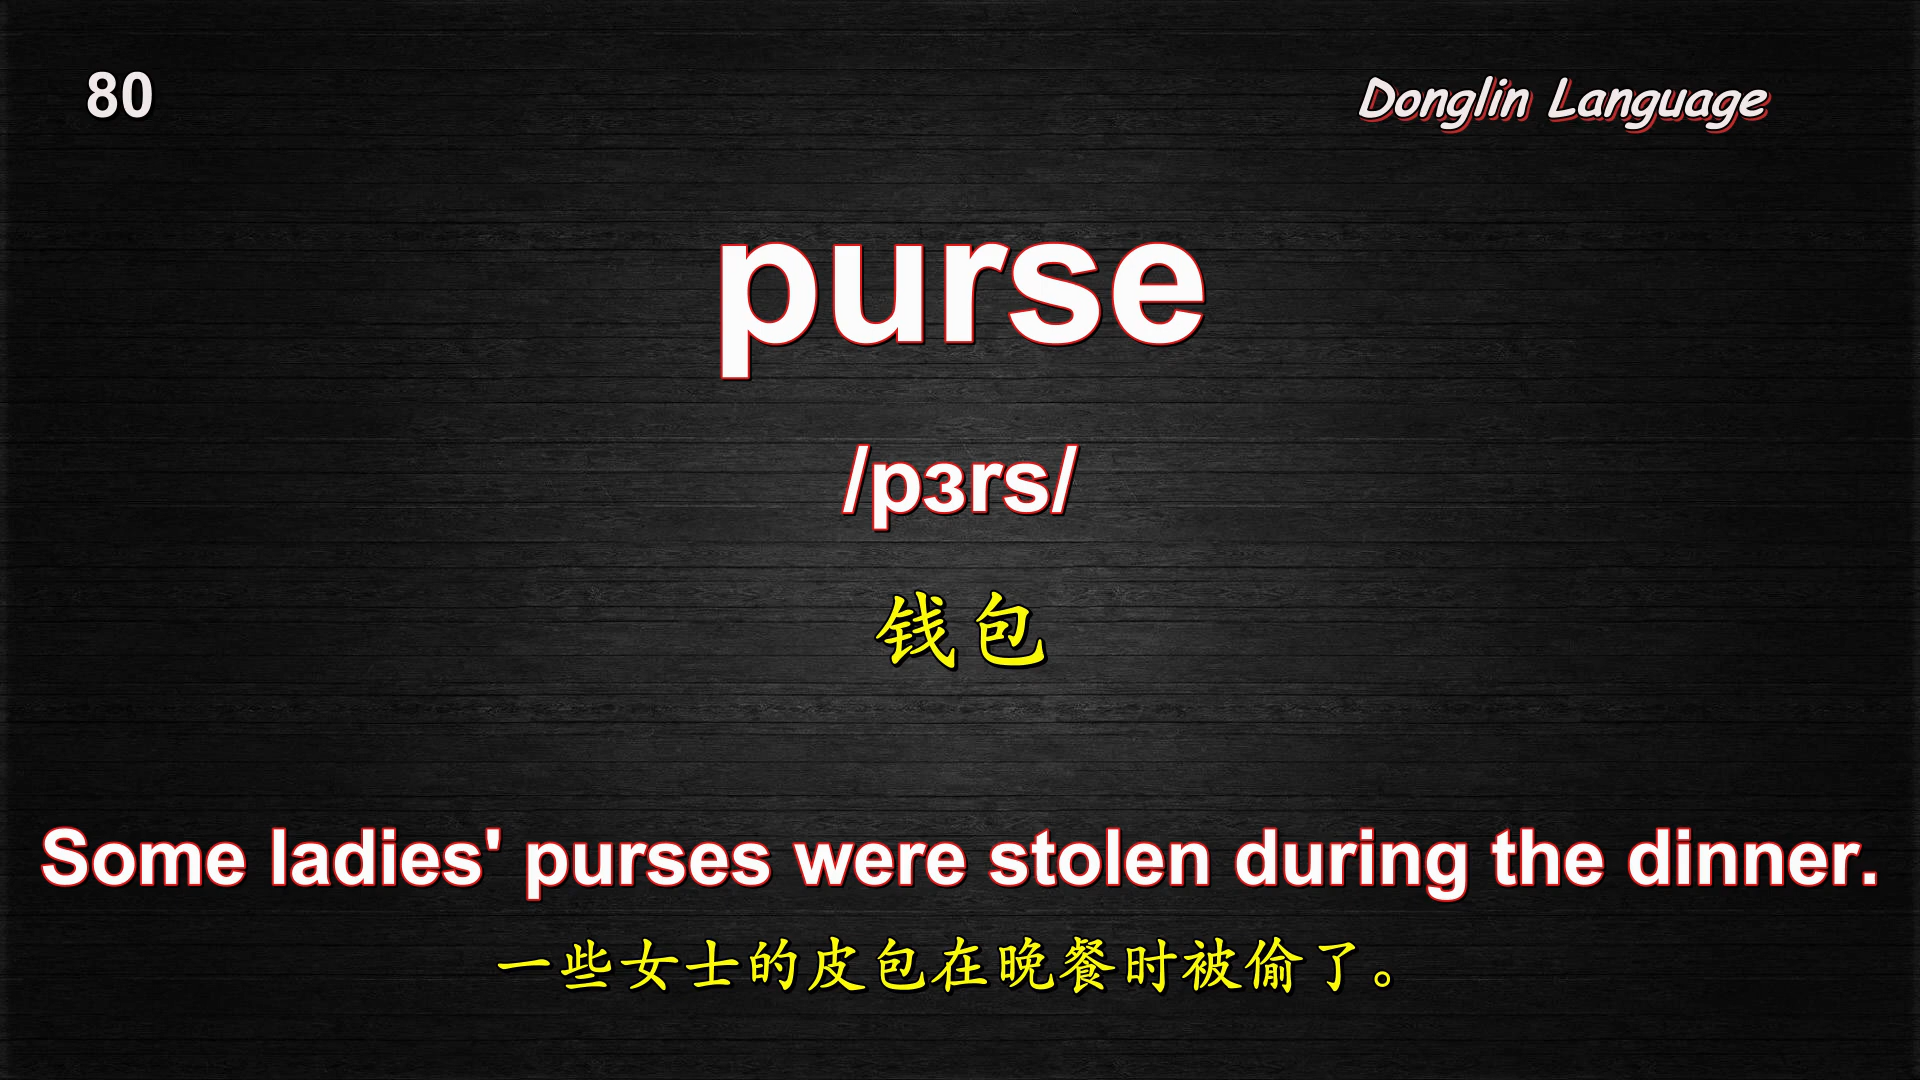 80
Donglin Language
purse
/pɜrs/
钱包
Some ladies' purses were stolen during the dinner.
一些女士的皮包在晚餐时被偷了。